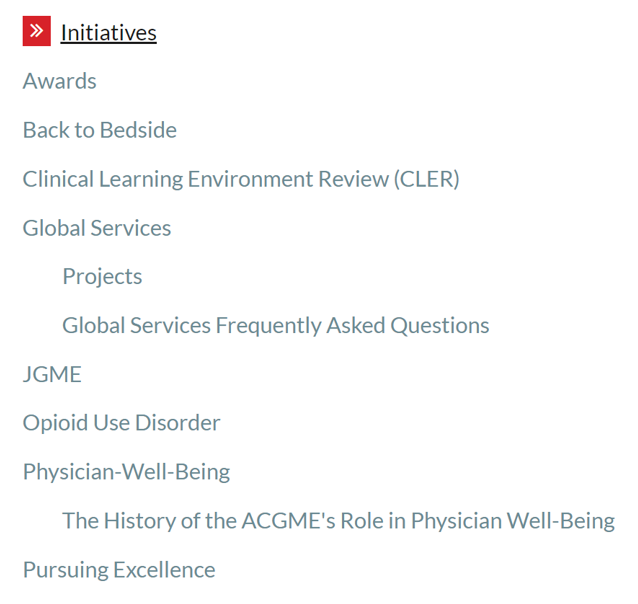 Initiatives
Awards
Back to Bedside
Clinical Learning Environment Review (CLER)
Global Services
Projects
Global Services Frequently Asked Questions
JGME
Opioid Use Disorder
Physician-Well-Being
The History of the ACGME's Role in Physician Well-Being
Pursuing Excellence